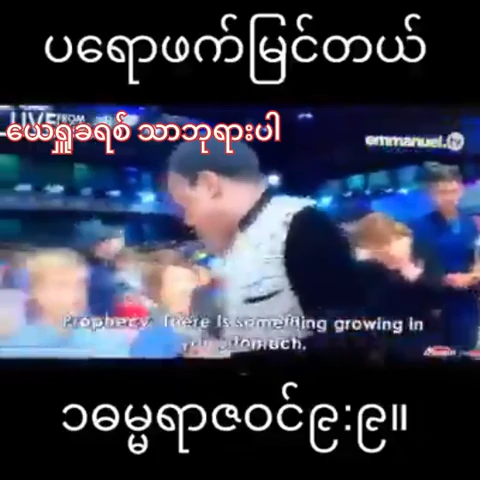 ပရောဖက်မြင်တယ်
LIVE FROM
ယေရှူခရစ် သာဘုရားပါ
emmanuel.tv
Prophecy: There is something growing in
your stomach.
၁ဓမ္မရာဇဝင်၉:၉။